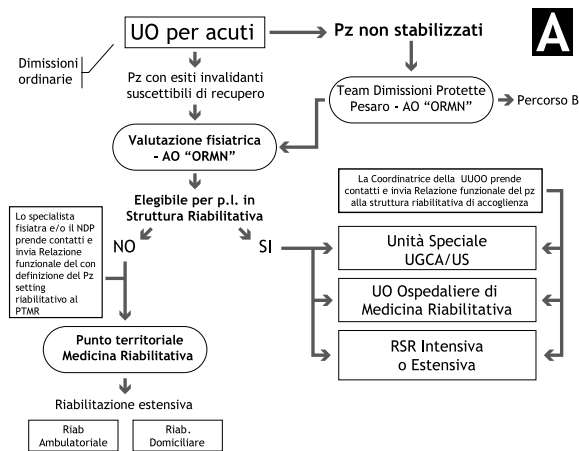 UO per acuti
Pz non stabilizzati
A
Dimissioni
ordinarie
Pz con esiti invalidanti
suscettibili di recupero
Team Dimissioni Protette
Pesaro - AO “ORMN”
Percorso B
Valutazione fisiatrica
- AO “ORMN”
La Coordinatrice della UUOO prende
contatti e invia Relazione funzionale del pz
alla struttura riabilitativa di accoglienza
Elegibile per p.l. in
Struttura Riabilitativa
Lo specialista
fisiatra e/o il NDP
prende contatti e
invia Relazione
funzionale del con
definizione del Pz
setting
riabilitativo al
PTMR
NO
SI
Unità Speciale
UGCA/US
UO Ospedaliere di
Medicina Riabilitativa
RSR Intensiva
o Estensiva
Punto territoriale
Medicina Riabilitativa
Riabilitazione estensiva
Riab
Ambulatoriale
Riab.
Domiciliare